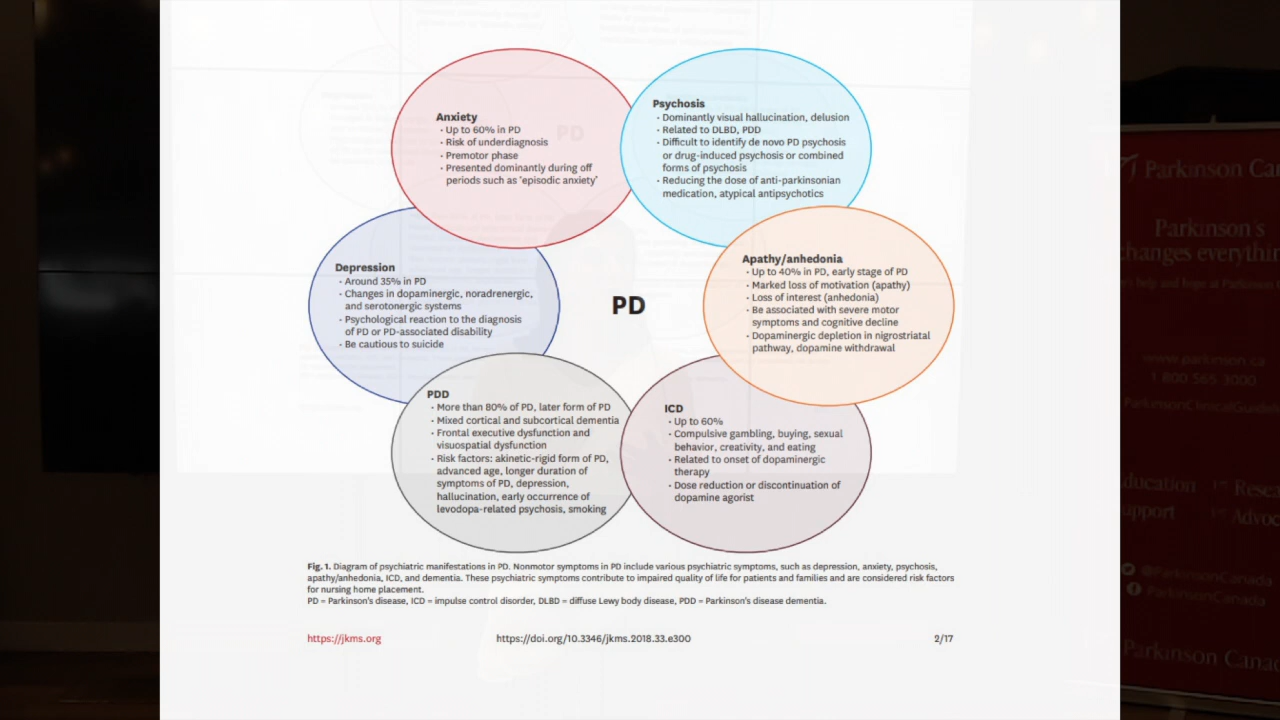 Anxiety
· Up to 60% in PD
· Risk of underdiagnosis
· Premotor phase
· Presented dominantly during off
periods such as 'episodic anxiety'
Psychosis
· Dominantly visual hallucination, delusion
· Related to DLBD, PDD
· Difficult to identify de novo PD psychosis
or drug-induced psychosis or combined
forms of psychosis
· Reducing the dose of anti-parkinsonian
medication, atypical antipsychotics
Depression
· Around 35% in PD
· Changes in dopaminergic, noradrenergic,
and serotonergic systems
· Psychological reaction to the diagnosis
of PD or PD-associated disability
· Be cautious to suicide
PD
Apathy/anhedonia
· Up to 40% in PD, early stage of PD
· Marked loss of motivation (apathy)
· Loss of interest (anhedonia)
· Be associated with severe motor
symptoms and cognitive decline
· Dopaminergic depletion in nigrostriatal
pathway, dopamine withdrawal
PDD
· More than 80% of PD, later form of PD
· Mixed cortical and subcortical dementia
· Frontal executive dysfunction and
visuospatial dysfunction
· Risk factors: akinetic-rigid form of PD,
advanced age, longer duration of
symptoms of PD, depression,
hallucination, early occurrence of
levodopa-related psychosis, smoking
ICD
· Up to 60%
· Compulsive gambling, buying, sexual
behavior, creativity, and eating
· Related to onset of dopaminergic
therapy
· Dose reduction or discontinuation of
dopamine agorist
Fig. 1. Diagram of psychiatric manifestations in PD. Nonmotor symptoms in PD include various psychiatric symptoms, such as depression, anxiety, psychosis,
apathy/anhedonia, ICD, and dementia. These psychiatric symptoms contribute to impaired quality of life for patients and families and are considered risk factors
for nursing home placement.
PD = Parkinson's disease, ICD = impulse control disorder, DLBD = diffuse Lewy body disease, PDD = Parkinson's disease dementia.
https://jkms.org
https://doi.org/10.3346/jkms.2018.33.e300
2/17
Parkinson Ca
Parkinson's
changes everythin
www.parkinson.ca
1 800 565 3000
ParkinsonClinicalGuide
ducation
Resea
upport
Advoc
@ParkinsonCanada
ParkinsonCanada
Parkinson Canad